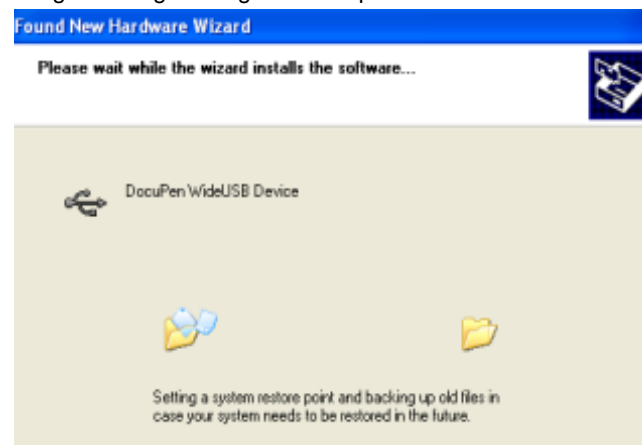 Found New Hardware Wizard
Please wait while the wizard installs the software...
DocuPen WideUSB Device
Setting a system restore point and backing up old files in
case your system needs to be restored in the future.